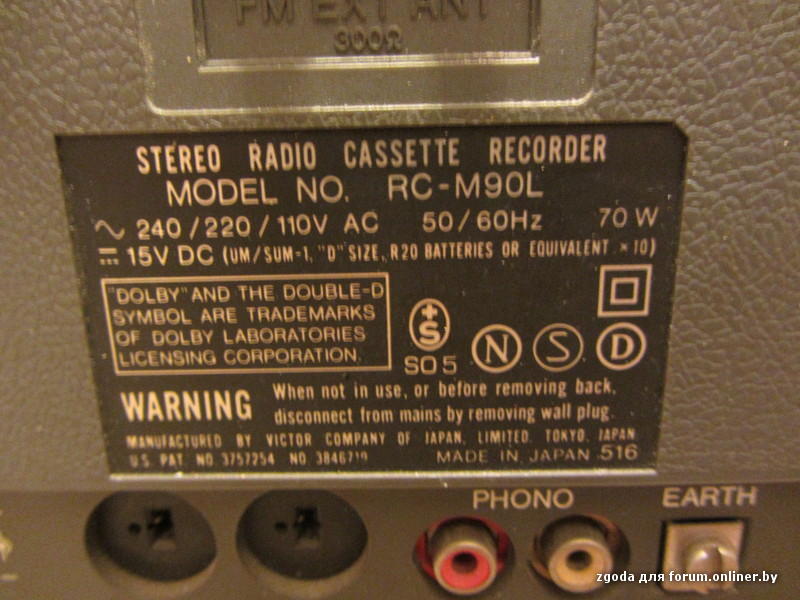 FM EXT ANT
300Ω
STEREO RADIO CASSETTE RECORDER
MODEL NO. RC-M90L
~ 240/220/110V AC 50/60Hz 70W
⎓ 15V DC (UM/SUM-1, "D" SIZE, R20 BATTERIES OR EQUIVALENT × 10)
"DOLBY" AND THE DOUBLE-D
SYMBOL ARE TRADEMARKS
OF DOLBY LABORATORIES
LICENSING CORPORATION.
+S
SO5
N S D
WARNING When not in use, or before removing back,
disconnect from mains by removing wall plug.
MANUFACTURED BY VICTOR COMPANY OF JAPAN, LIMITED. TOKYO, JAPAN
U.S. PAT NO. 3757254 NO. 3846719 MADE IN JAPAN 516
PHONO EARTH
zgoda для forum.onliner.by